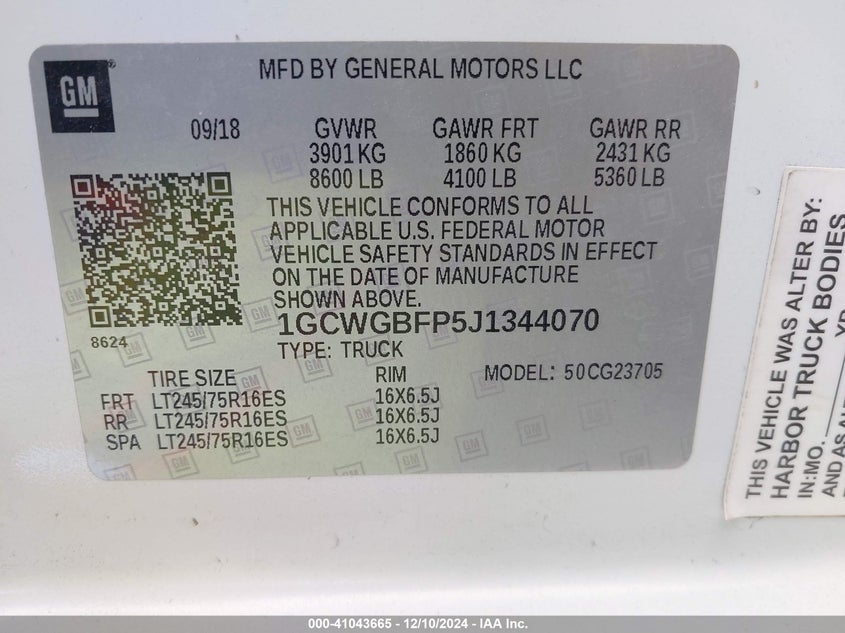 GM
MFD BY GENERAL MOTORS LLC
09/18 GVWR GAWR FRT GAWR RR
3901 KG 1860 KG 2431 KG
8600 LB 4100 LB 5360 LB
THIS VEHICLE CONFORMS TO ALL
APPLICABLE U.S. FEDERAL MOTOR
VEHICLE SAFETY STANDARDS IN EFFECT
ON THE DATE OF MANUFACTURE
SHOWN ABOVE.
8624
1GCWGBFP5J1344070
TYPE: TRUCK
TIRE SIZE RIM MODEL: 50CG23705
FRT LT245/75R16ES 16X6.5J
RR LT245/75R16ES 16X6.5J
SPA LT245/75R16ES 16X6.5J
THIS VEHICLE WAS ALTER BY:
HARBOR TRUCK BODIES
IN:MO. YR
AND AS
000-41043665 - 12/10/2024 - IAA Inc.